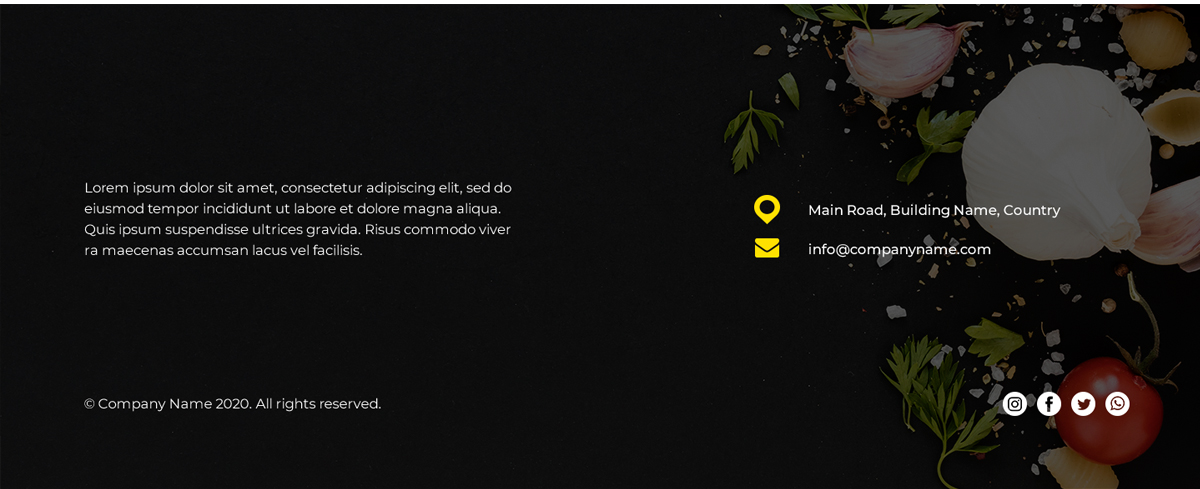 Lorem ipsum dolor sit amet, consectetur adipiscing elit, sed do
eiusmod tempor incididunt ut labore et dolore magna aliqua.
Quis ipsum suspendisse ultrices gravida. Risus commodo viver
ra maecenas accumsan lacus vel facilisis.
Main Road, Building Name, Country
info@companyname.com
© Company Name 2020. All rights reserved.